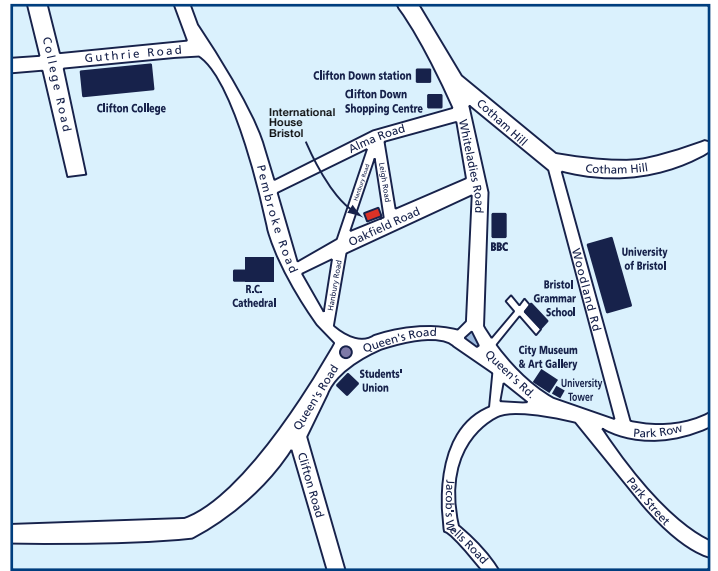 College Road
Guthrie Road
Clifton College
Clifton Down station
Clifton Down
Shopping Centre
International
House
Bristol
Alma Road
Cotham Hill
Cotham Hill
Whiteladies Road
Hanbury Road
Leigh Road
Pembroke Road
Oakfield Road
BBC
University
of Bristol
Woodland Rd
R.C.
Cathedral
Hanbury Road
Bristol
Grammar
School
Queen's Road
City Museum
& Art Gallery
Queen's Rd.
University
Tower
Students'
Union
Queen's Road
Park Row
Clifton Road
Jacob's Wells Road
Park Street